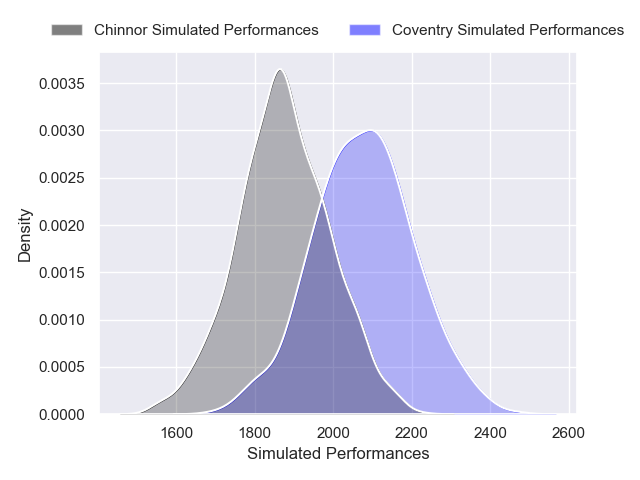 Chinnor Simulated Performances Coventry Simulated Performances
0.0035
0.0030
0.0025
0.0020
0.0015
0.0010
0.0005
0.0000
Density
1600 1800 2000 2200 2400 2600
Simulated Performances